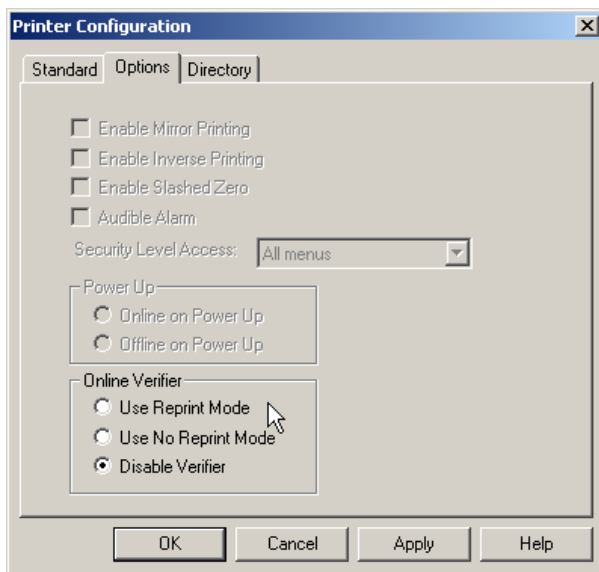 Printer Configuration
Standard Options Directory
Enable Mirror Printing
Enable Inverse Printing
Enable Slashed Zero
Audible Alarm
Security Level Access: All menus
Power Up
Online on Power Up
Offline on Power Up
Online Verifier
Use Reprint Mode
Use No Reprint Mode
Disable Verifier
OK Cancel Apply Help